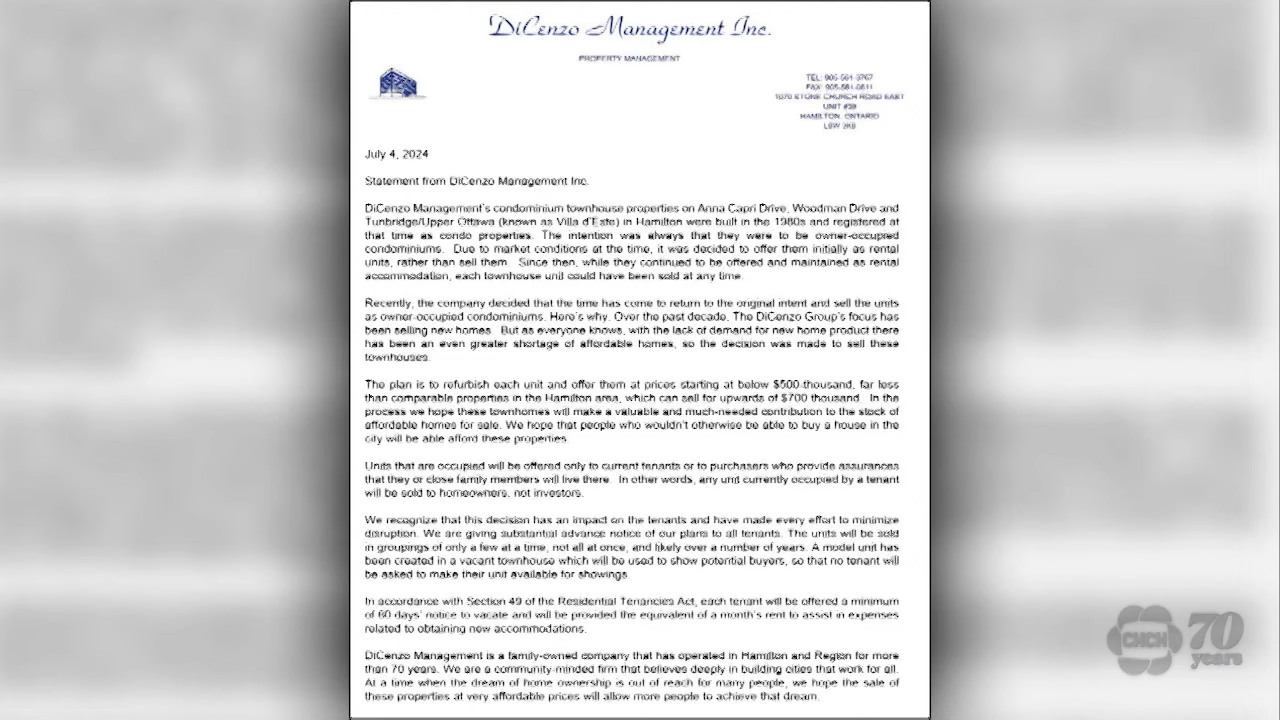 DiCenzo Management Inc.
PROPERTY MANAGEMENT
TEL: 905-561-3767
FAX: 905-561-0811
1070 STONE CHURCH ROAD EAST
UNIT #39
HAMILTON, ONTARIO
July 4, 2024
Statement from DiCenzo Management Inc.
DiCenzo Management's condominium townhouse properties on Anna Capri Drive, Woodman Drive and
Tunbridge/Upper Ottawa (known as Villa d'Este) in Hamilton were built in the 1980s and registered at
that time as condo properties. The intention was always that they were to be owner-occupied
condominiums. Due to market conditions at the time, it was decided to offer them initially as rental
units, rather than sell them. Since then, while they continued to be offered and maintained as rental
accommodation, each townhouse unit could have been sold at any time.
Recently, the company decided that the time has come to return to the original intent and sell the units
as owner-occupied condominiums. Here's why. Over the past decade, The DiCenzo Group's focus has
been selling new homes. But as everyone knows, with the lack of demand for new home product there
has been an even greater shortage of affordable homes, so the decision was made to sell these
townhouses.
The plan is to refurbish each unit and offer them at prices starting at below $500-thousand, far less
than comparable properties in the Hamilton area, which can sell for upwards of $700 thousand. In the
process we hope these townhomes will make a valuable and much-needed contribution to the stock of
affordable homes for sale. We hope that people who wouldn't otherwise be able to buy a house in the
city will be able afford these properties.
Units that are occupied will be offered only to current tenants or to purchasers who provide assurances
that they or close family members will live there. In other words, any unit currently occupied by a tenant
will be sold to homeowners, not investors.
We recognize that this decision has an impact on the tenants and have made every effort to minimize
disruption. We are giving substantial advance notice of our plans to all tenants. The units will be sold
in groupings of only a few at a time, not all at once, and likely over a number of years. A model unit has
been created in a vacant townhouse which will be used to show potential buyers, so that no tenant will
be asked to make their unit available for showings.
In accordance with Section 49 of the Residential Tenancies Act, each tenant will be offered a minimum
of 60 days' notice to vacate and will be provided the equivalent of a month's rent to assist in expenses
related to obtaining new accommodations.
DiCenzo Management is a family-owned company that has operated in Hamilton and Region for more
than 70 years. We are a community-minded firm that believes deeply in building cities that work for all.
At a time when the dream of home ownership is out of reach for many people, we hope the sale of
these properties at very affordable prices will allow more people to achieve that dream.
CHCH 70 years